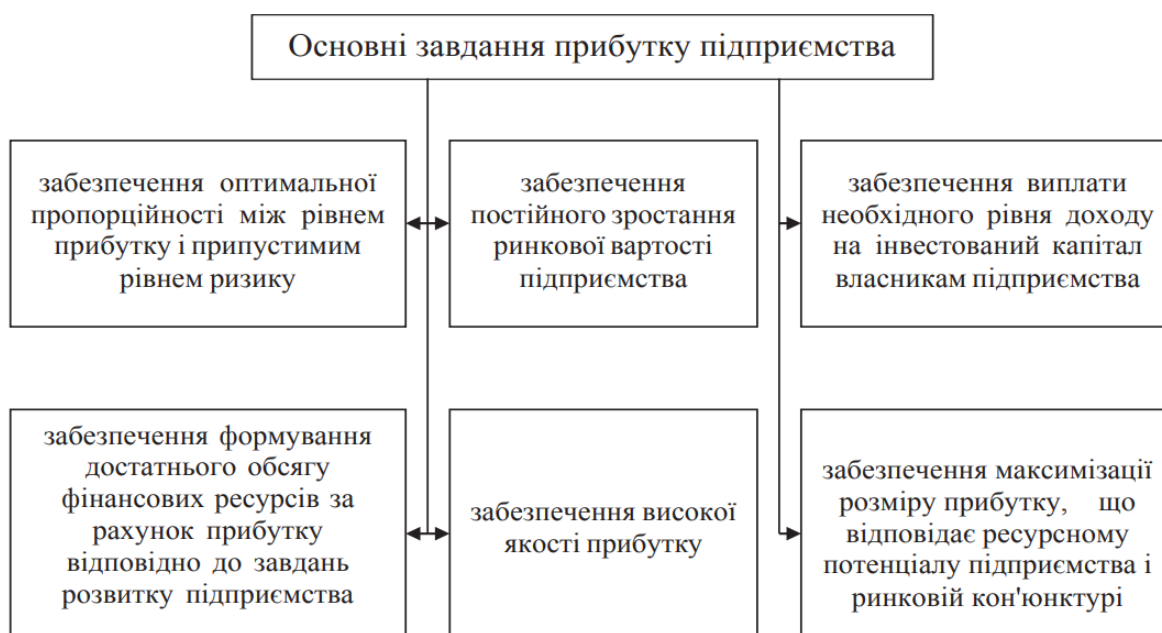 Основні завдання прибутку підприємства
забезпечення оптимальної
пропорційності між рівнем
прибутку і припустимим
рівнем ризику
забезпечення
постійного зростання
ринкової вартості
підприємства
забезпечення виплати
необхідного рівня доходу
на інвестований капітал
власникам підприємства
забезпечення формування
достатнього обсягу
фінансових ресурсів за
рахунок прибутку
відповідно до завдань
розвитку підприємства
забезпечення високої
якості прибутку
забезпечення максимізації
розміру прибутку, що
відповідає ресурсному
потенціалу підприємства і
ринковій кон'юнктурі